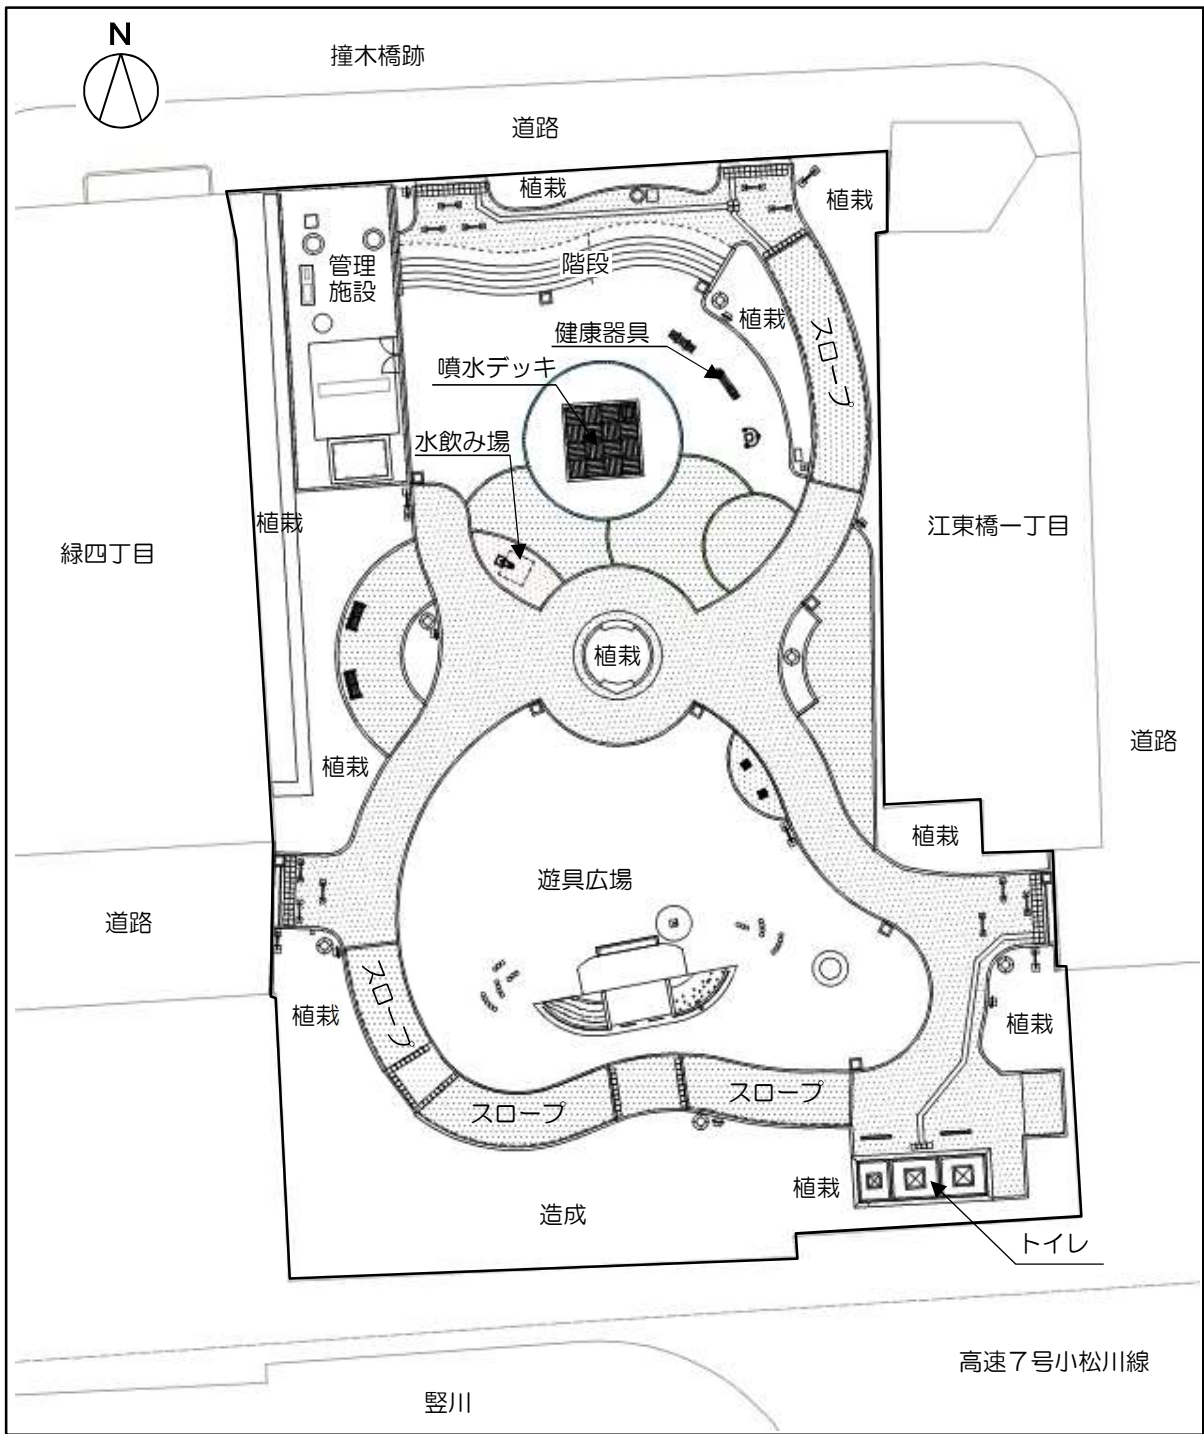 N
撞木橋跡
道路
植栽
植栽
管理
施設
階段
植栽
スロープ
健康器具
噴水デッキ
水飲み場
植栽
緑四丁目
江東橋一丁目
植栽
植栽
道路
植栽
遊具広場
道路
スロープ
植栽
植栽
スロープ
スロープ
植栽
造成
トイレ
高速7号小松川線
竪川